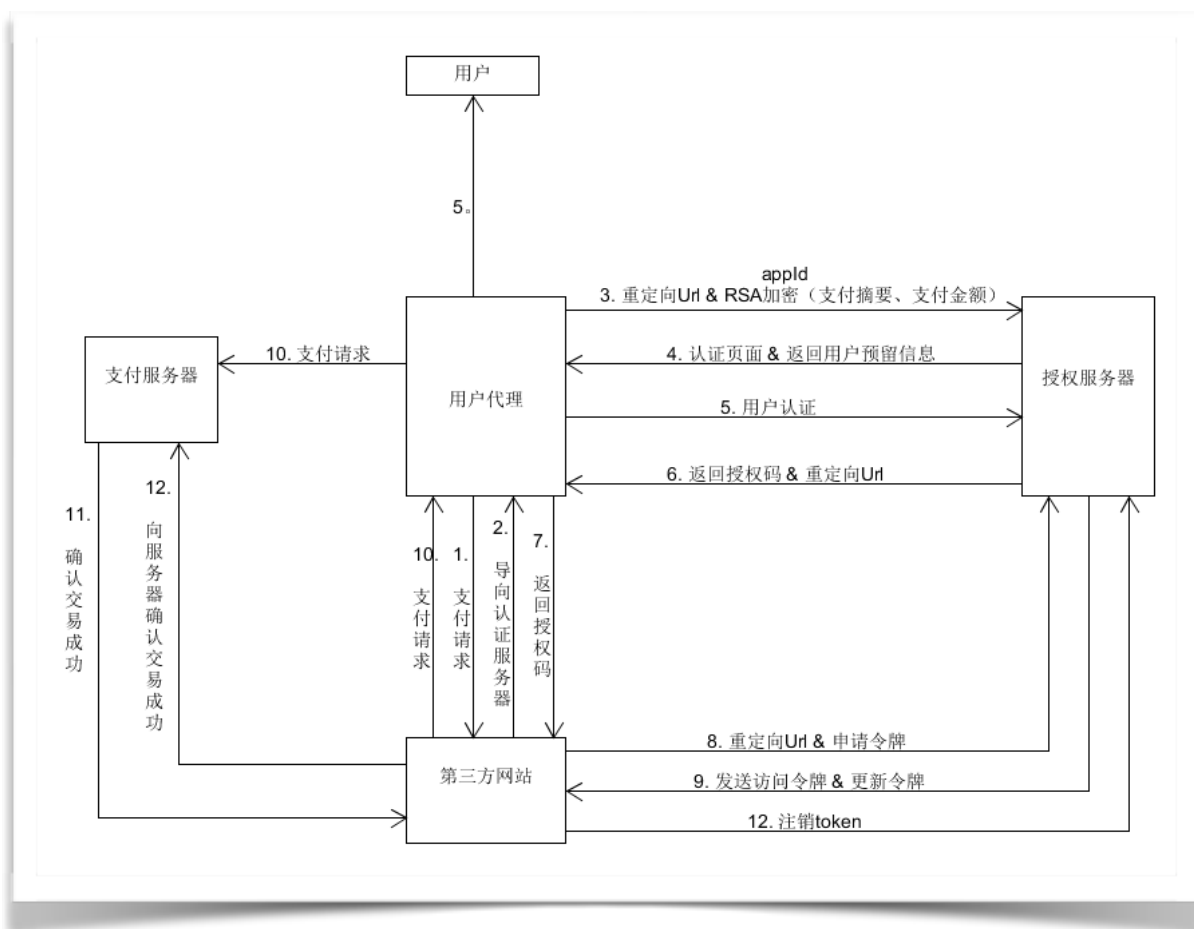 用户
5。
appId
3. 重定向Url & RSA加密（支付摘要、支付金额）
10. 支付请求
4. 认证页面 & 返回用户预留信息
支付服务器
用户代理
授权服务器
5. 用户认证
6. 返回授权码 & 重定向Url
11. 确认交易成功
12. 向服务器确认交易成功
10. 支付请求
1. 支付请求
2. 导向认证服务器
7. 返回授权码
第三方网站
8. 重定向Url & 申请令牌
9. 发送访问令牌 & 更新令牌
12. 注销token